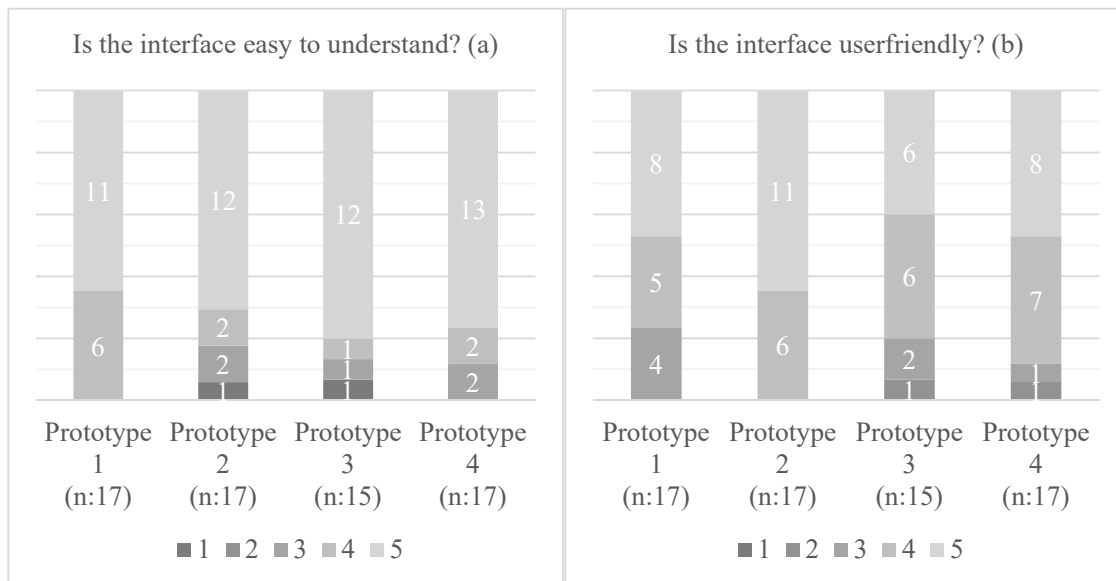 Is the interface easy to understand? (a)
11
12
12
13
6
2
2
1
2
1
1
1
2
2
Prototype Prototype Prototype Prototype
1 2 3 4
(n:17) (n:17) (n:15) (n:17)
1 2 3 4 5
Is the interface userfriendly? (b)
8
11
6
8
5
6
6
7
4
2
1
1
1
Prototype Prototype Prototype Prototype
1 2 3 4
(n:17) (n:17) (n:15) (n:17)
1 2 3 4 5